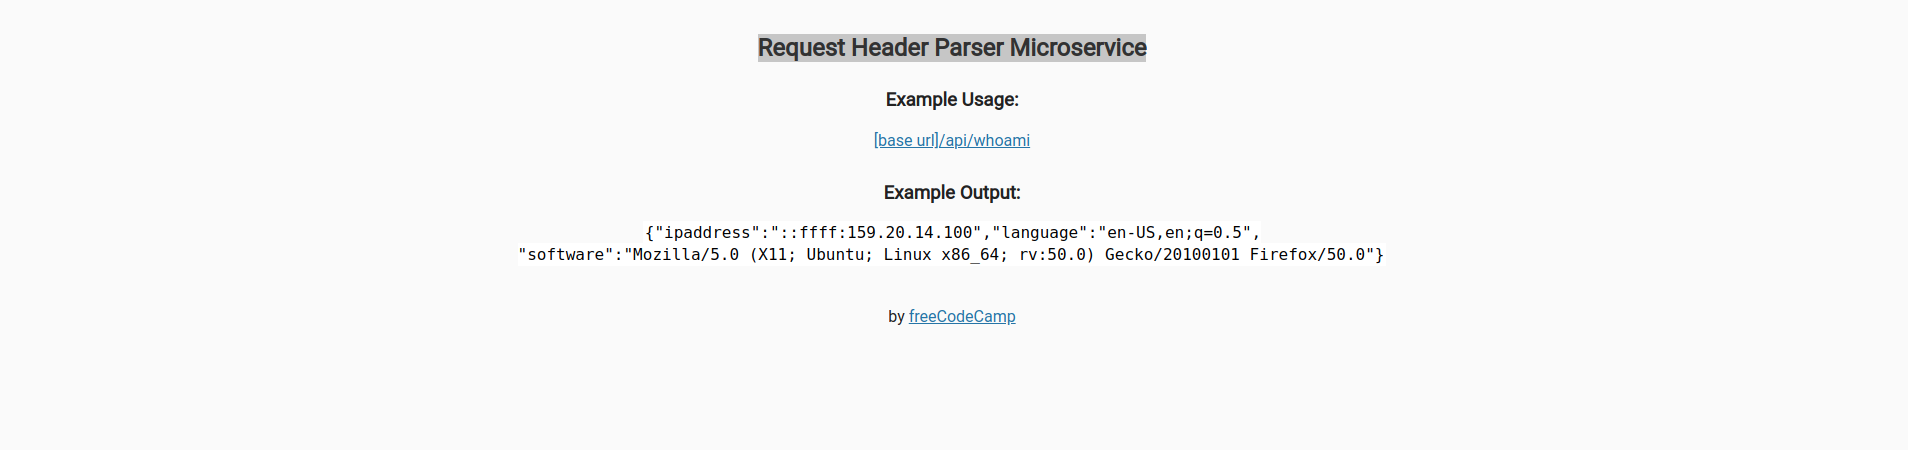 Request Header Parser Microservice
Example Usage:
[base url]/api/whoami
Example Output:
{"ipaddress":"::ffff:159.20.14.100","language":"en-US,en;q=0.5",
"software":"Mozilla/5.0 (X11; Ubuntu; Linux x86_64; rv:50.0) Gecko/20100101 Firefox/50.0"}
by freeCodeCamp